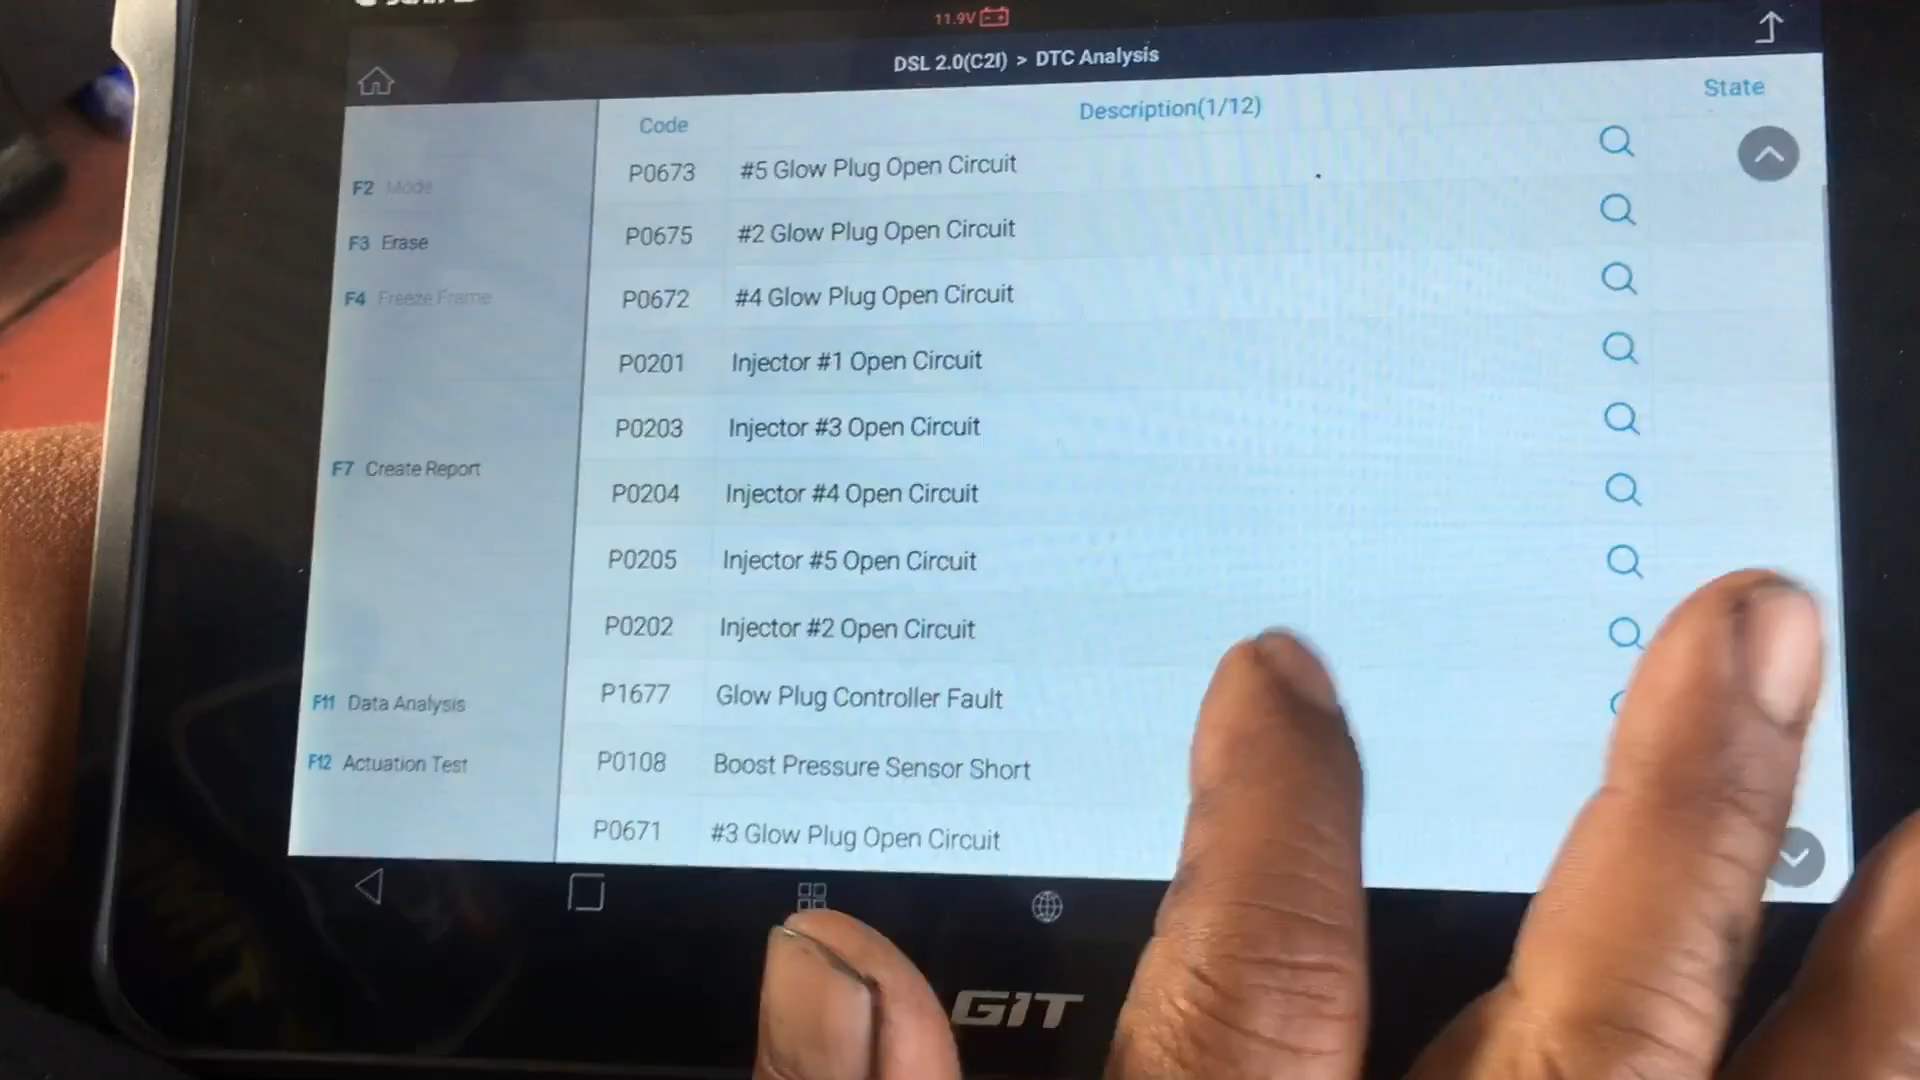 11.9V
DSL 2.0(C2I) > DTC Analysis
Code Description(1/12) State
F2 Mode
F3 Erase
F4 Freeze Frame
F7 Create Report
F11 Data Analysis
F12 Actuation Test
P0673 #5 Glow Plug Open Circuit
P0675 #2 Glow Plug Open Circuit
P0672 #4 Glow Plug Open Circuit
P0201 Injector #1 Open Circuit
P0203 Injector #3 Open Circuit
P0204 Injector #4 Open Circuit
P0205 Injector #5 Open Circuit
P0202 Injector #2 Open Circuit
P1677 Glow Plug Controller Fault
P0108 Boost Pressure Sensor Short
P0671 #3 Glow Plug Open Circuit
GIT